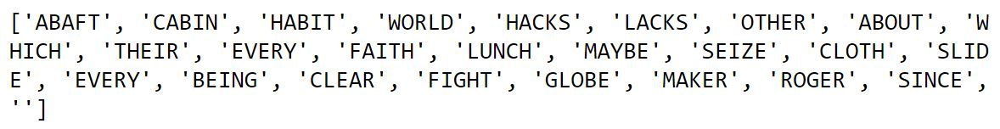 ['ABAFT', 'CABIN', 'HABIT', 'WORLD', 'HACKS', 'LACKS', 'OTHER', 'ABOUT', 'W
HICH', 'THEIR', 'EVERY', 'FAITH', 'LUNCH', 'MAYBE', 'SEIZE', 'CLOTH', 'SLID
E', 'EVERY', 'BEING', 'CLEAR', 'FIGHT', 'GLOBE', 'MAKER', 'ROGER', 'SINCE',
'']